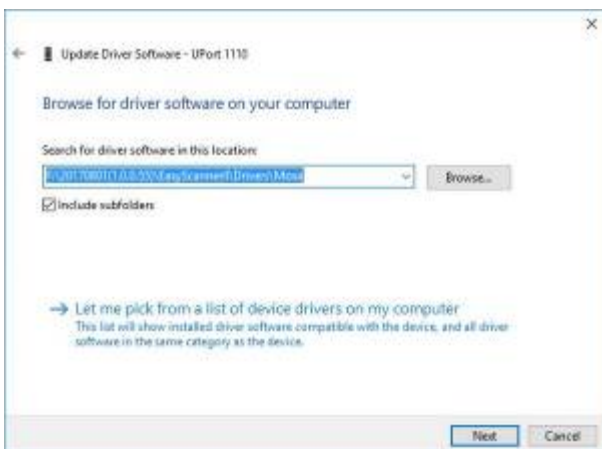 Update Driver Software - UPort 1110
Browse for driver software on your computer
Search for driver software in this location:
Browse...
Include subfolders
Let me pick from a list of device drivers on my computer
This list will show installed driver software compatible with the device, and all driver
software in the same category as the device.
Next
Cancel